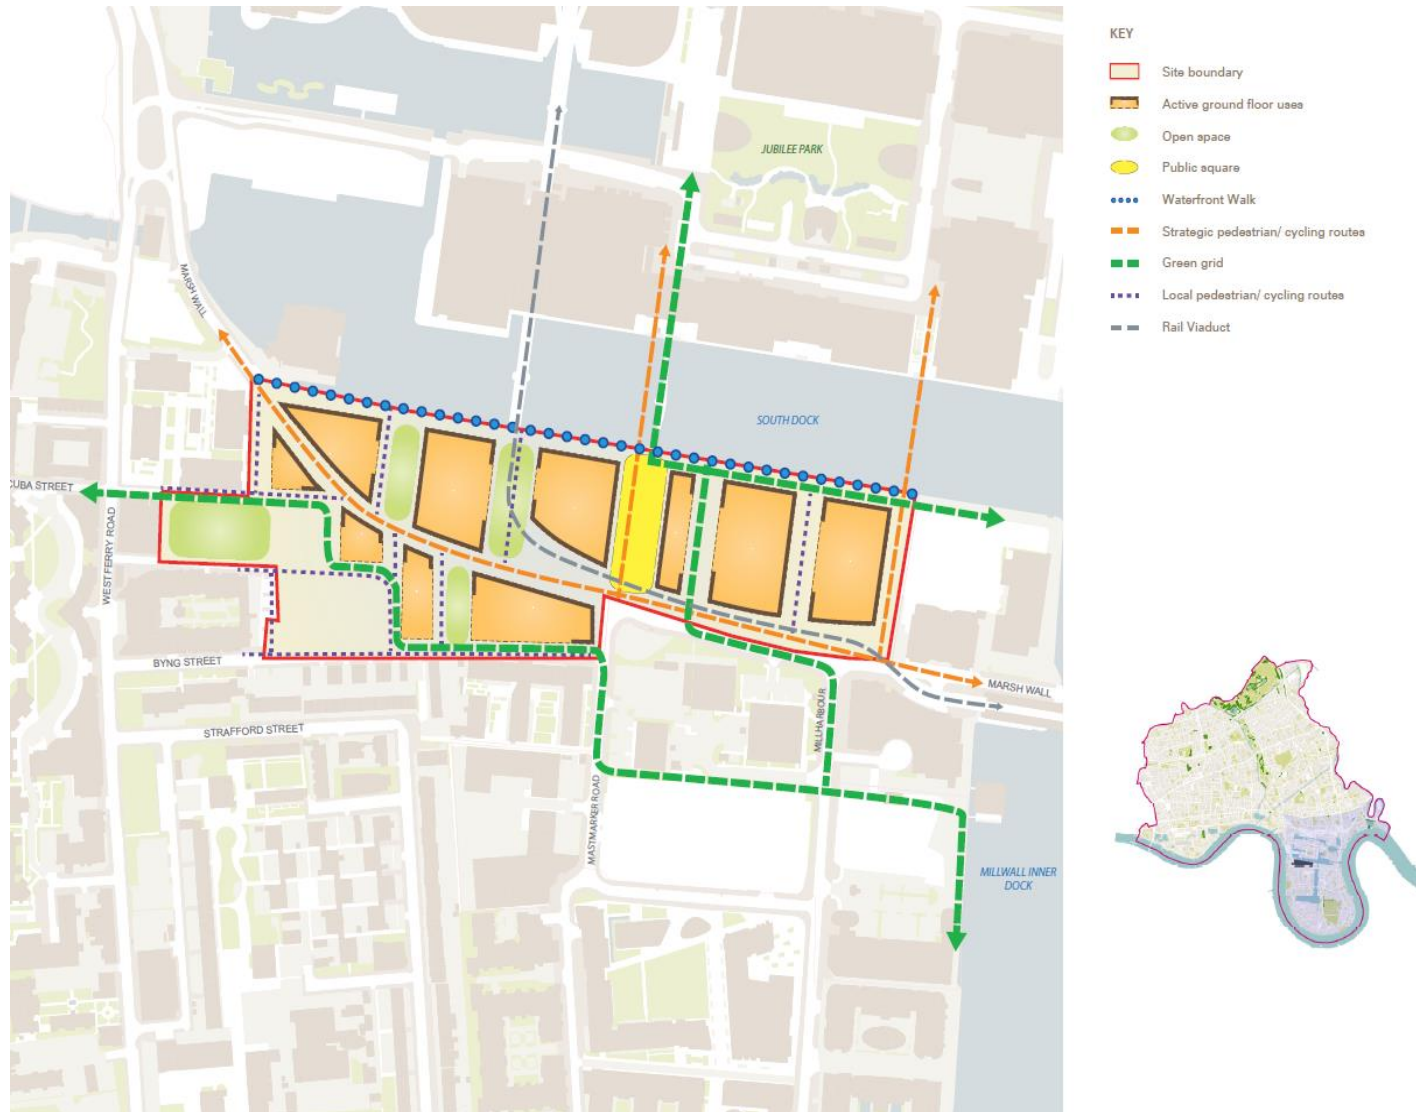 KEY
Site boundary
Active ground floor uses
Open space
Public square
Waterfront Walk
Strategic pedestrian/ cycling routes
Green grid
Local pedestrian/ cycling routes
Rail Viaduct
JUBILEE PARK
MARSH WALL
SOUTH DOCK
CUBA STREET
WEST FERRY ROAD
BYNG STREET
MARSH WALL
MILLHARBOUR
STRAFFORD STREET
MASTMARKER ROAD
MILLWALL INNER
DOCK